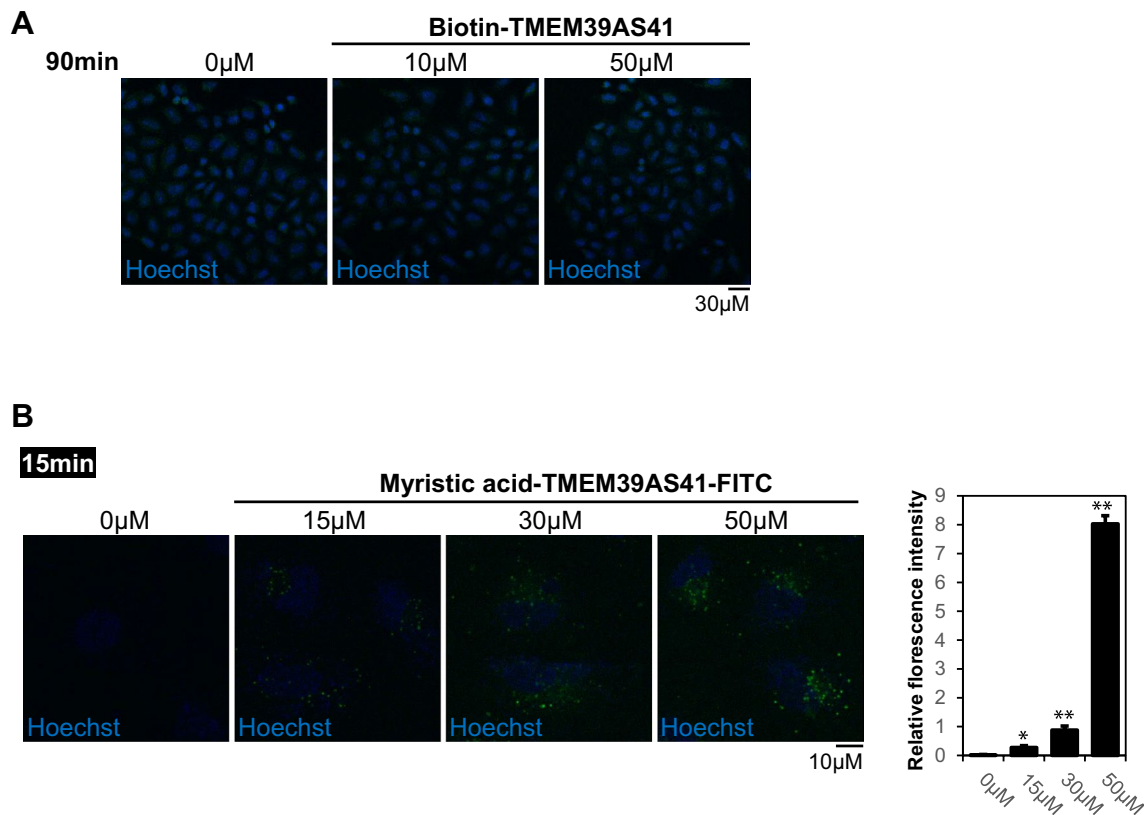 A
Biotin-TMEM39AS41
90min 0µM 10µM 50µM
Hoechst Hoechst Hoechst
30µM
B
15min
Myristic acid-TMEM39AS41-FITC
0µM 15µM 30µM 50µM
Hoechst Hoechst Hoechst Hoechst
10µM
Relative florescence intensity
9
8
7
6
5
4
3
2
1
0
* ** **
0µM 15µM 30µM 50µM